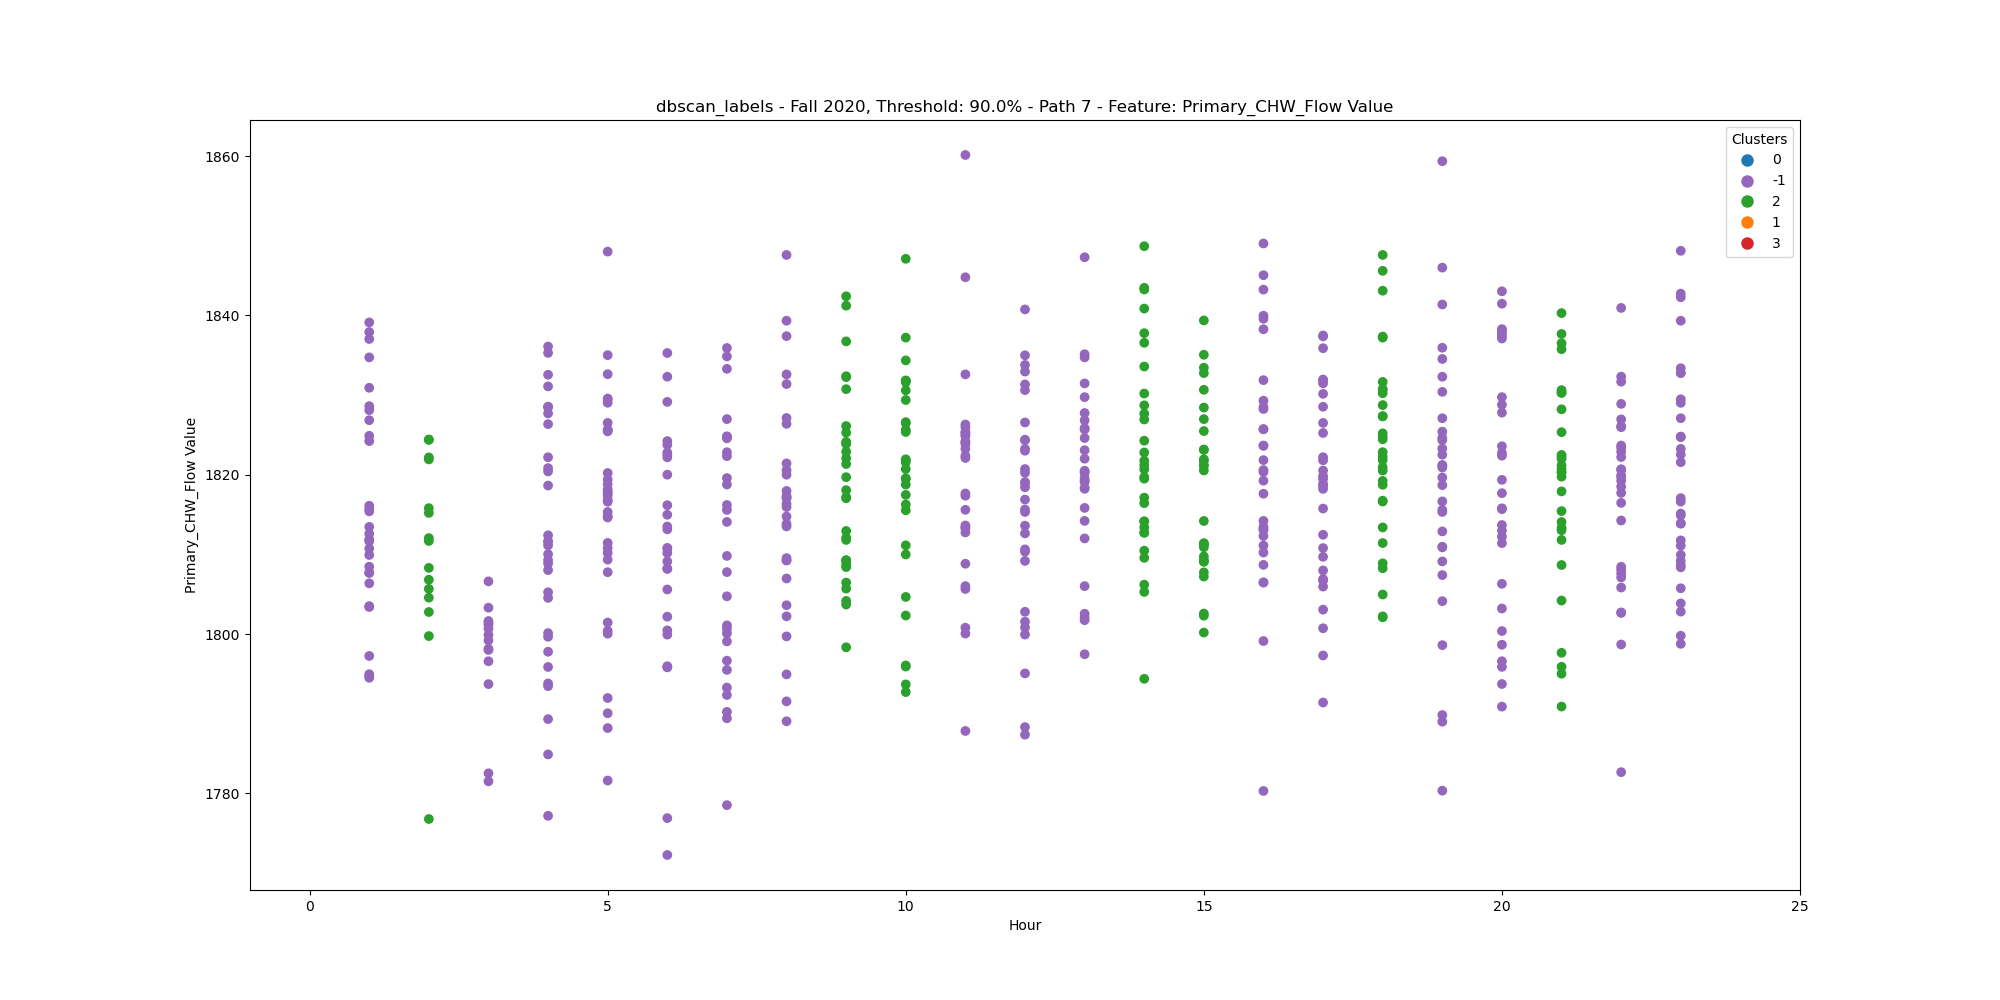 dbscan_labels - Fall 2020, Threshold: 90.0% - Path 7 - Feature: Primary_CHW_Flow Value
Clusters
0
-1
2
1
3
Primary_CHW_Flow Value
1860
1840
1820
1800
1780
0 5 10 15 20 25
Hour